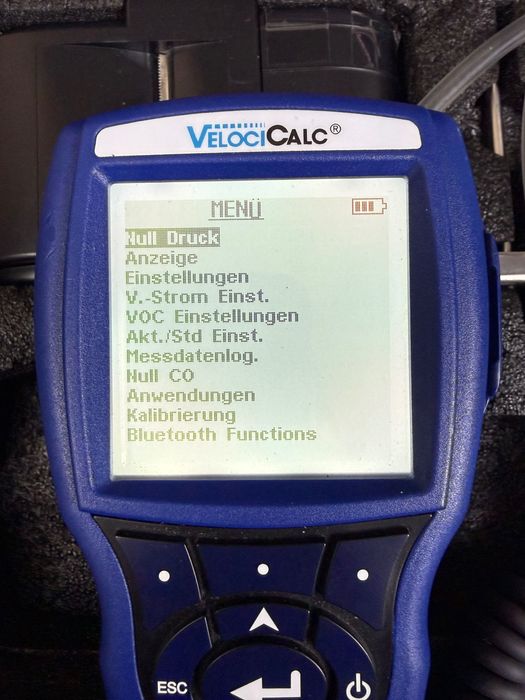 VELOCICALC®
MENÜ
Null Druck
Anzeige
Einstellungen
V.-Strom Einst.
VOC Einstellungen
Akt./Std Einst.
Messdatenlog.
Null CO
Anwendungen
Kalibrierung
Bluetooth Functions
ESC